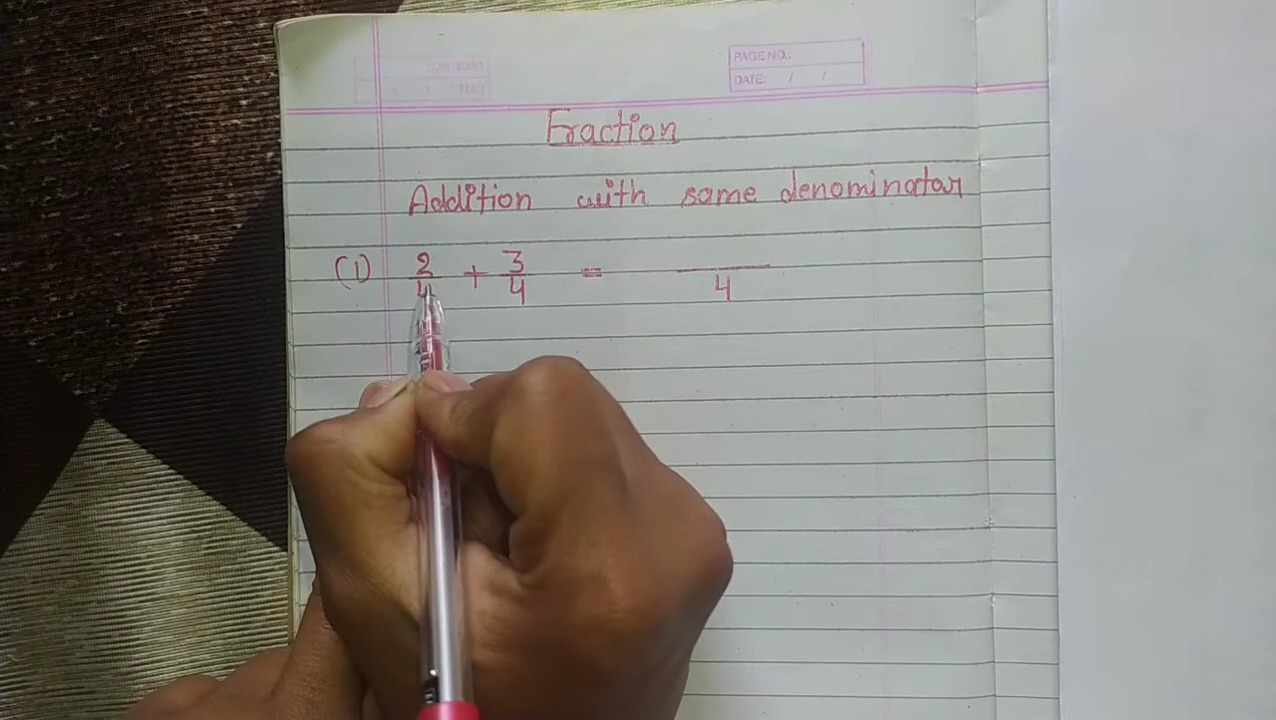 PAGE NO.:
DATE: / /
Fraction
Addition with same denominator
(1) 2/4 + 3/4 = /4